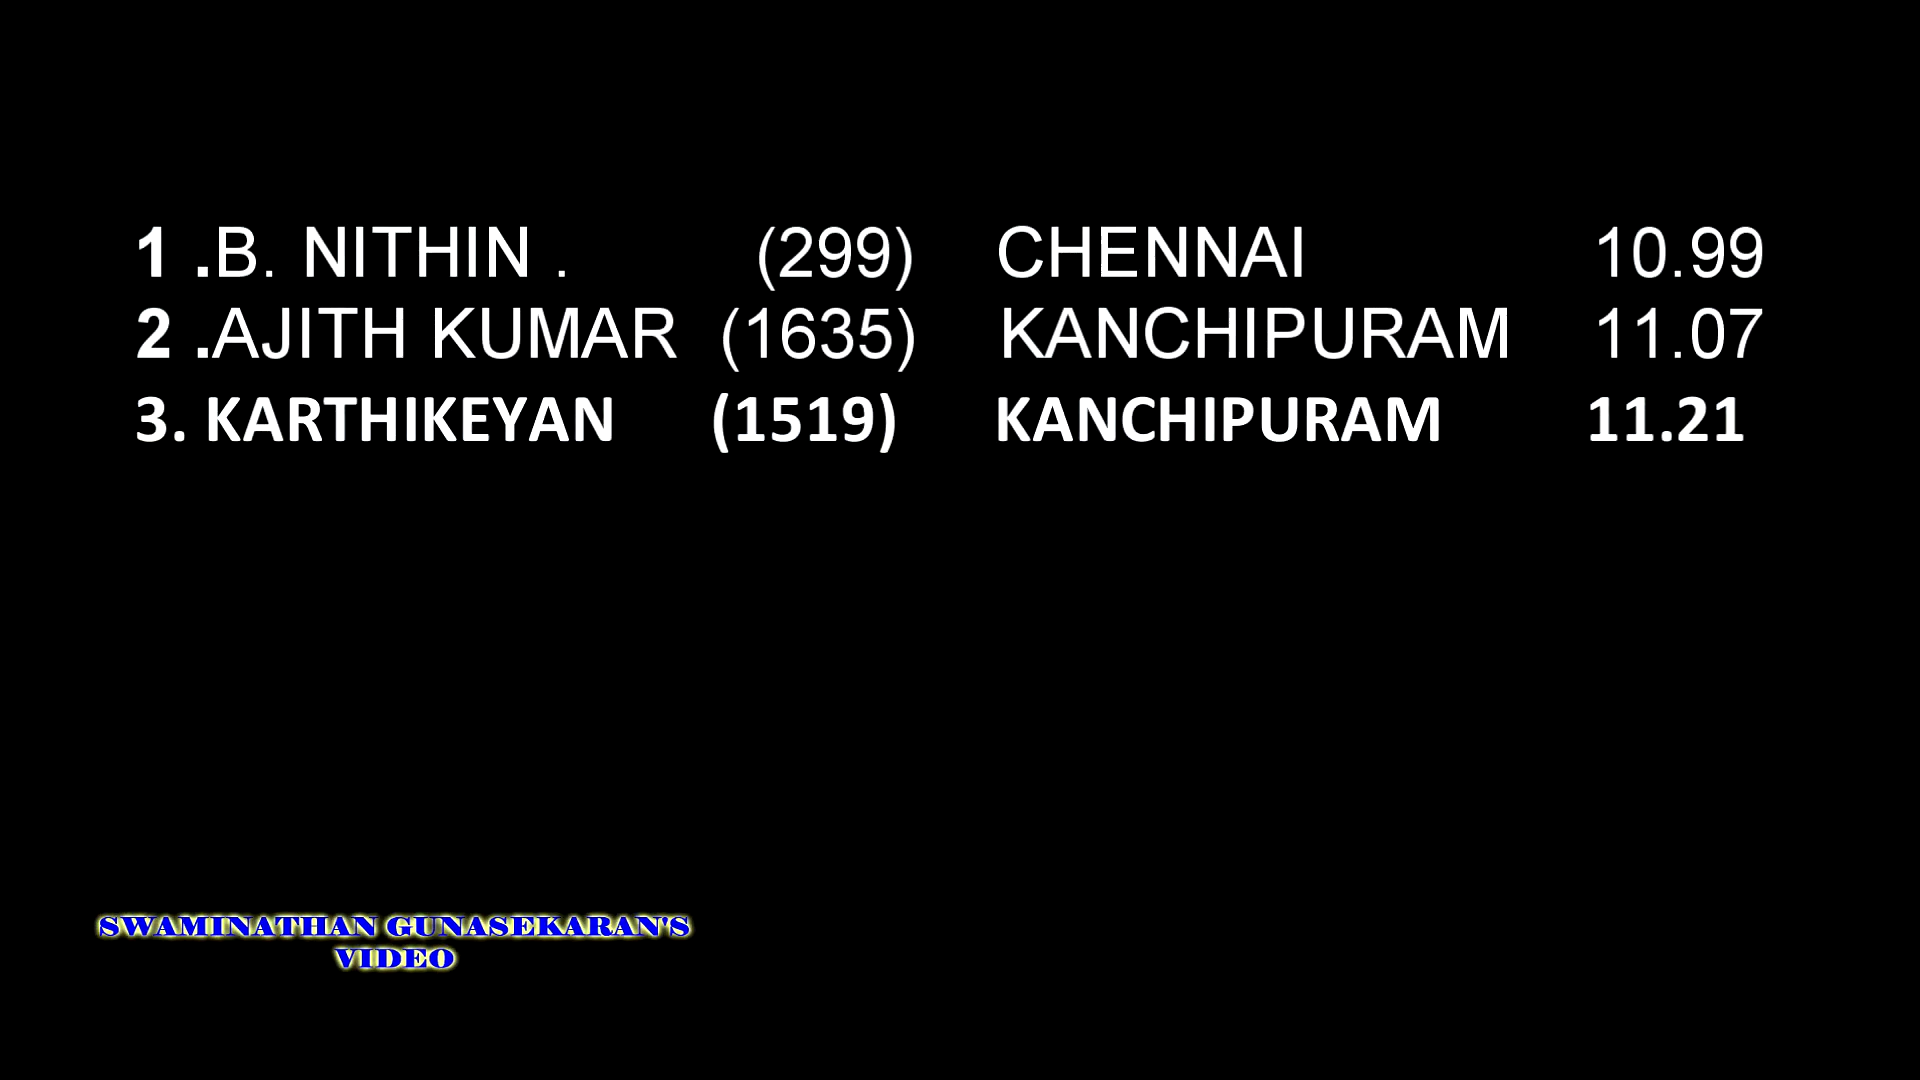 1 .B. NITHIN . (299) CHENNAI 10.99
2 .AJITH KUMAR (1635) KANCHIPURAM 11.07
3. KARTHIKEYAN (1519) KANCHIPURAM 11.21
SWAMINATHAN GUNASEKARAN'S
VIDEO